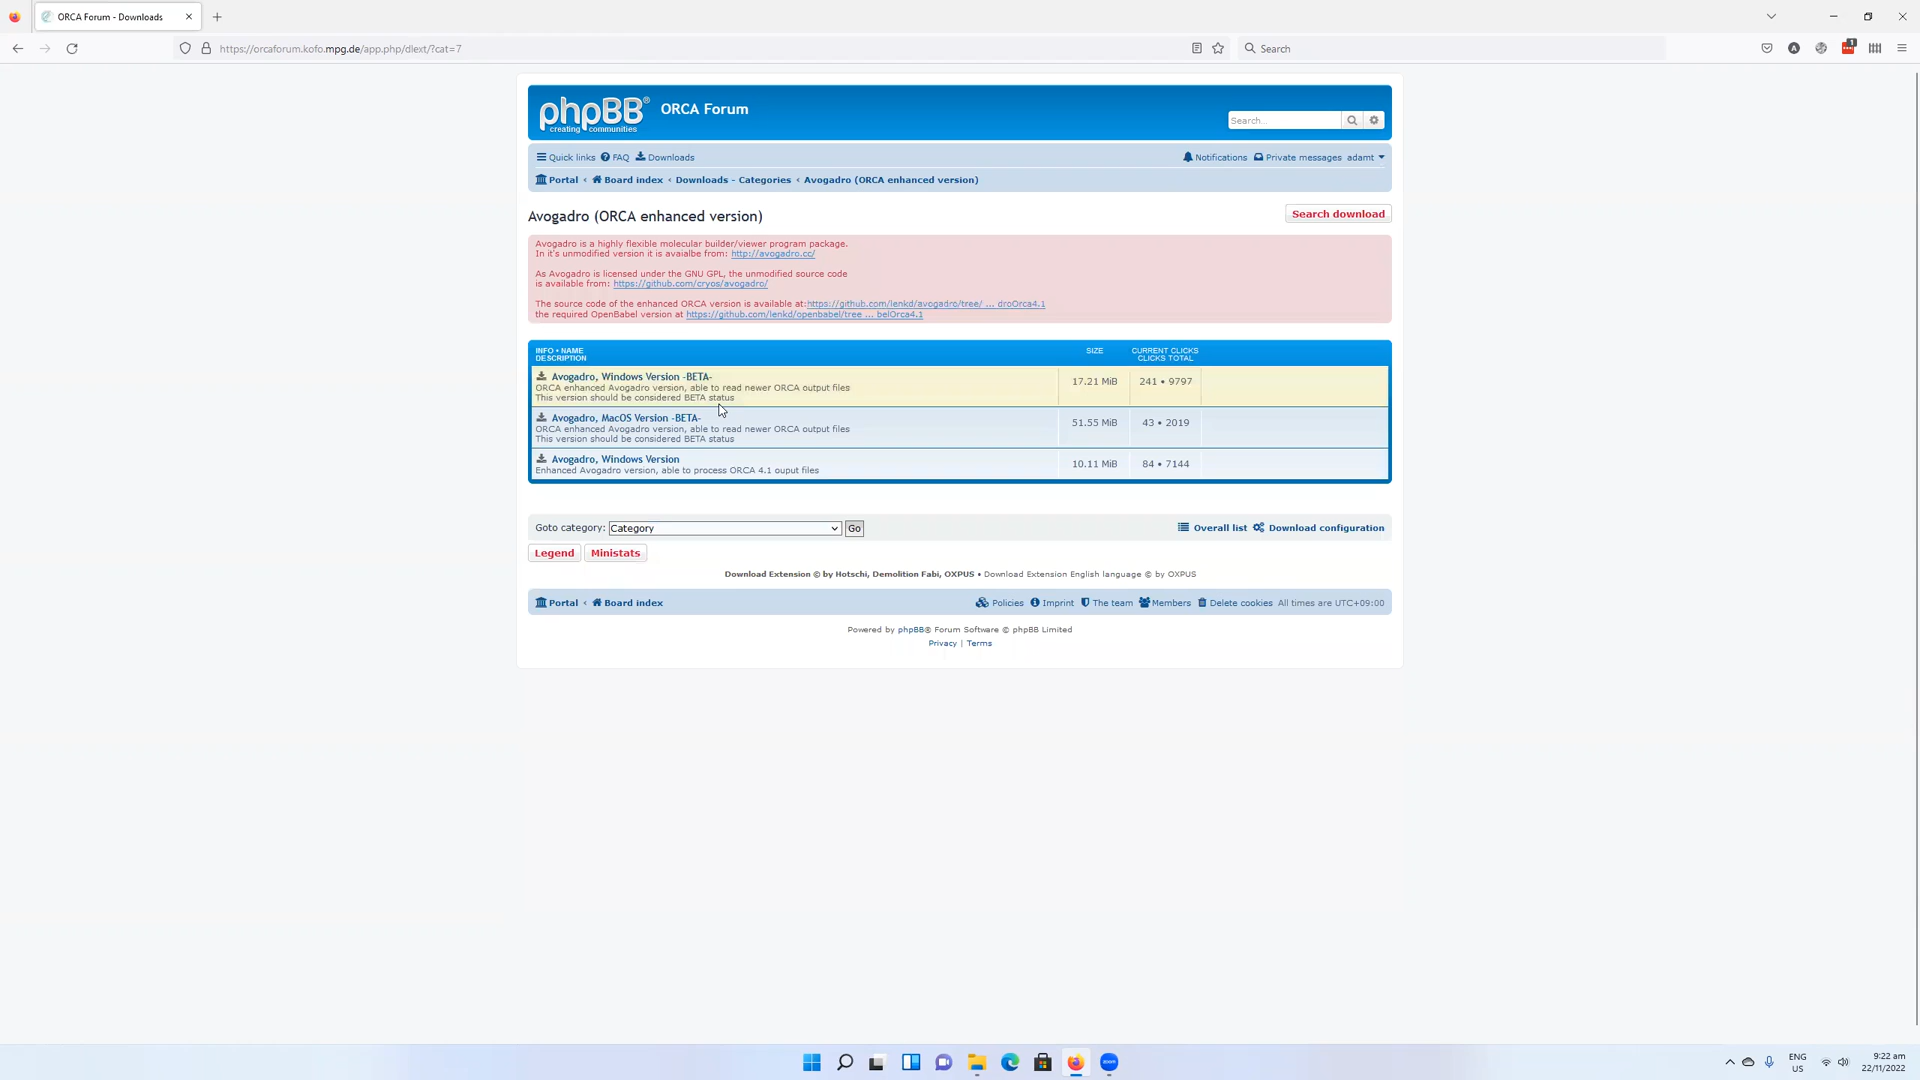 ORCA Forum - Downloads
https://orcaforum.kofo.mpg.de/app.php/dlext/?cat=7
Search
1
phpBB®
creating communities
ORCA Forum
Search…
Quick links FAQ Downloads
Notifications Private messages adamt
Portal ‹ Board index ‹ Downloads - Categories ‹ Avogadro (ORCA enhanced version)
Avogadro (ORCA enhanced version)
Search download
Avogadro is a highly flexible molecular builder/viewer program package.
In it's unmodified version it is avaialbe from: http://avogadro.cc/
As Avogadro is licensed under the GNU GPL, the unmodified source code
is available from: https://github.com/cryos/avogadro/
The source code of the enhanced ORCA version is available at:https://github.com/lenkd/avogadro/tree/ ... droOrca4.1
the required OpenBabel version at https://github.com/lenkd/openbabel/tree ... belOrca4.1
INFO • NAME
DESCRIPTION
SIZE
CURRENT CLICKS
CLICKS TOTAL
Avogadro, Windows Version -BETA-
ORCA enhanced Avogadro version, able to read newer ORCA output files
This version should be considered BETA status
17.21 MiB
241 • 9797
Avogadro, MacOS Version -BETA-
ORCA enhanced Avogadro version, able to read newer ORCA output files
This version should be considered BETA status
51.55 MiB
43 • 2019
Avogadro, Windows Version
Enhanced Avogadro version, able to process ORCA 4.1 ouput files
10.11 MiB
84 • 7144
Goto category: Category Go
Overall list Download configuration
Legend Ministats
Download Extension © by Hotschi, Demolition Fabi, OXPUS • Download Extension English language © by OXPUS
Portal ‹ Board index
Policies Imprint The team Members Delete cookies All times are UTC+09:00
Powered by phpBB® Forum Software © phpBB Limited
Privacy | Terms
zoom
ENG
US
9:22 am
22/11/2022